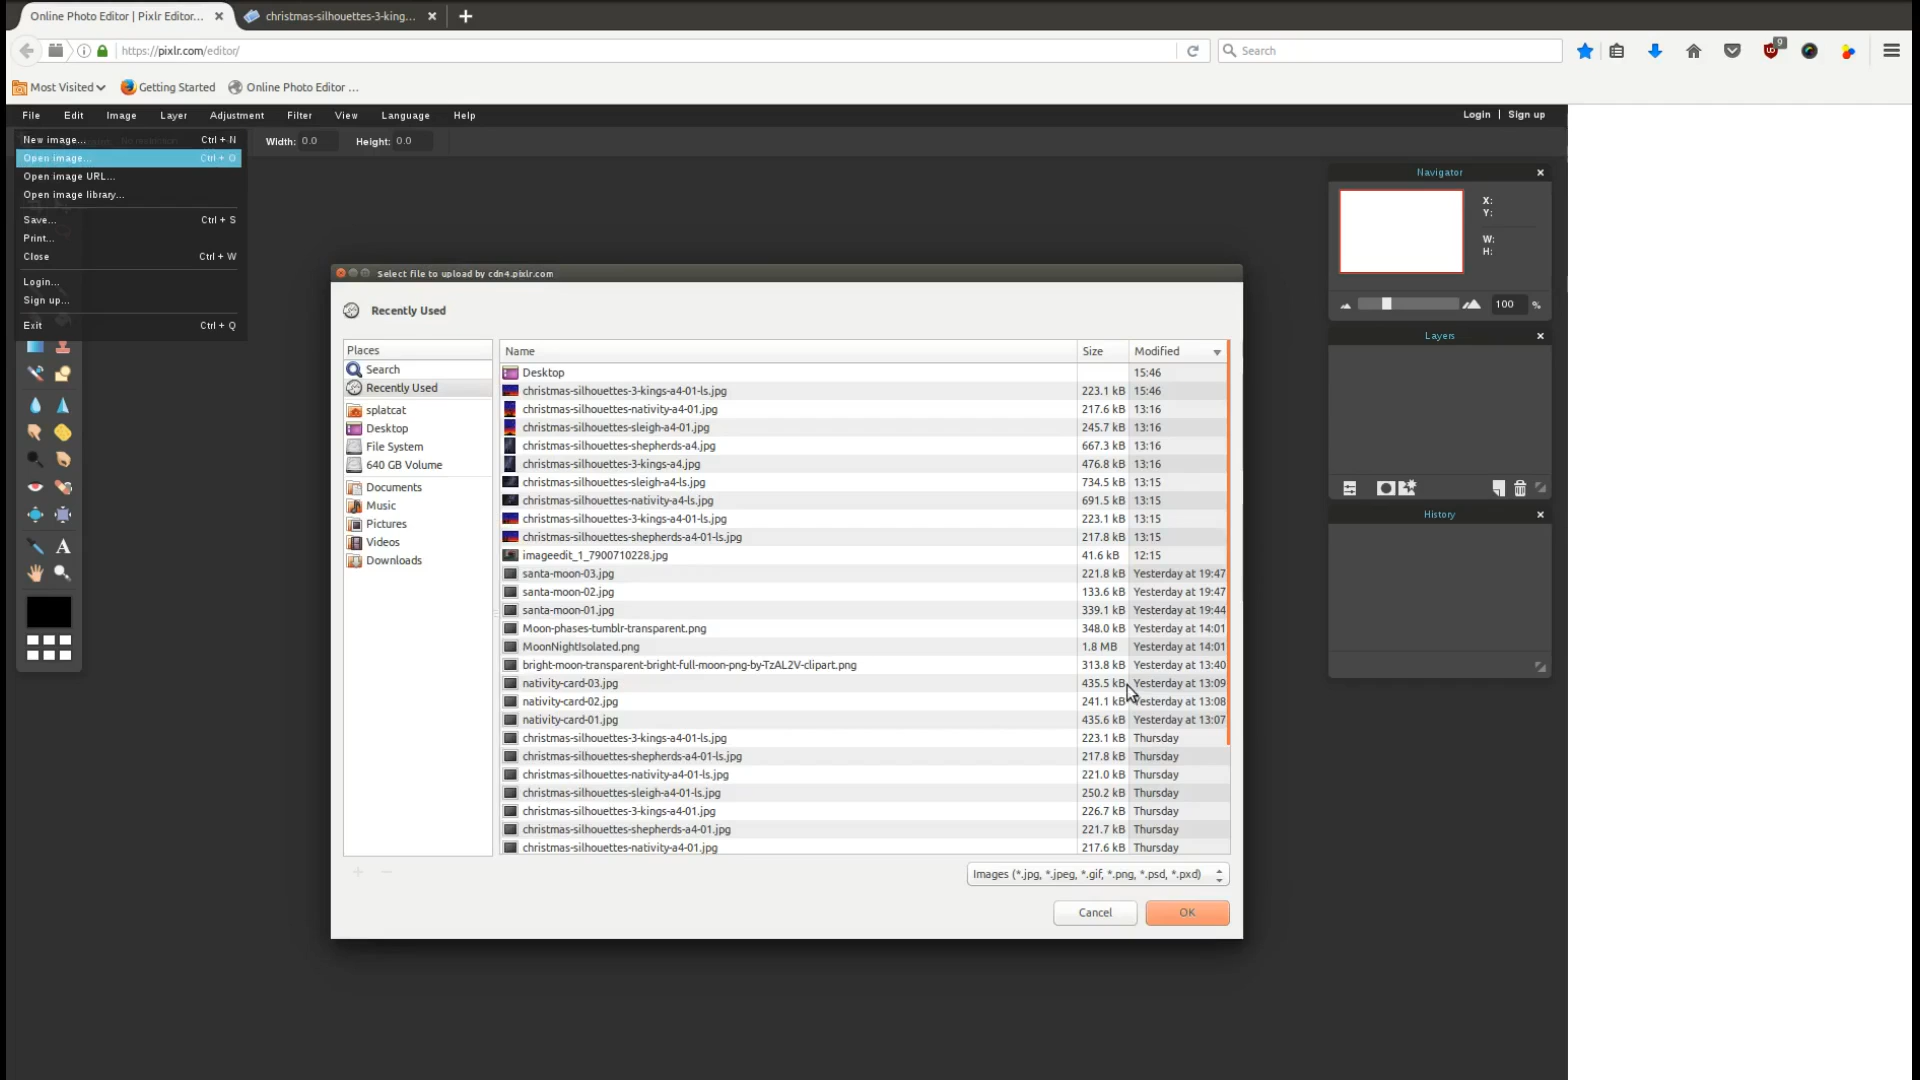 Online Photo Editor | Pixlr Editor...
christmas-silhouettes-3-king...
https://pixlr.com/editor/
Search
9
Most Visited
Getting Started
Online Photo Editor ...
File Edit Image Layer Adjustment Filter View Language Help
Login | Sign up
New image... Ctrl + N
Width: 0.0 Height: 0.0
Open image... Ctrl + O
Open image URL...
Open image library...
Save... Ctrl + S
Print...
Close Ctrl + W
Login...
Sign up...
Exit Ctrl + Q
Navigator
X:
Y:
W:
H:
100 %
Layers
History
Select file to upload by cdn4.pixlr.com
Recently Used
Places
Search
Recently Used
splatcat
Desktop
File System
640 GB Volume
Documents
Music
Pictures
Videos
Downloads
Name Size Modified
Desktop 15:46
christmas-silhouettes-3-kings-a4-01-ls.jpg 223.1 kB 15:46
christmas-silhouettes-nativity-a4-01.jpg 217.6 kB 13:16
christmas-silhouettes-sleigh-a4-01.jpg 245.7 kB 13:16
christmas-silhouettes-shepherds-a4.jpg 667.3 kB 13:16
christmas-silhouettes-3-kings-a4.jpg 476.8 kB 13:16
christmas-silhouettes-sleigh-a4-ls.jpg 734.5 kB 13:15
christmas-silhouettes-nativity-a4-ls.jpg 691.5 kB 13:15
christmas-silhouettes-3-kings-a4-01-ls.jpg 223.1 kB 13:15
christmas-silhouettes-shepherds-a4-01-ls.jpg 217.8 kB 13:15
imageedit_1_7900710228.jpg 41.6 kB 12:15
santa-moon-03.jpg 221.8 kB Yesterday at 19:47
santa-moon-02.jpg 133.6 kB Yesterday at 19:47
santa-moon-01.jpg 339.1 kB Yesterday at 19:44
Moon-phases-tumblr-transparent.png 348.0 kB Yesterday at 14:01
MoonNightIsolated.png 1.8 MB Yesterday at 14:01
bright-moon-transparent-bright-full-moon-png-by-TzAL2V-clipart.png 313.8 kB Yesterday at 13:40
nativity-card-03.jpg 435.5 kB Yesterday at 13:09
nativity-card-02.jpg 241.1 kB Yesterday at 13:08
nativity-card-01.jpg 435.6 kB Yesterday at 13:07
christmas-silhouettes-3-kings-a4-01-ls.jpg 223.1 kB Thursday
christmas-silhouettes-shepherds-a4-01-ls.jpg 217.8 kB Thursday
christmas-silhouettes-nativity-a4-01-ls.jpg 221.0 kB Thursday
christmas-silhouettes-sleigh-a4-01-ls.jpg 250.2 kB Thursday
christmas-silhouettes-3-kings-a4-01.jpg 226.7 kB Thursday
christmas-silhouettes-shepherds-a4-01.jpg 221.7 kB Thursday
christmas-silhouettes-nativity-a4-01.jpg 217.6 kB Thursday
Images (*.jpg, *.jpeg, *.gif, *.png, *.psd, *.pxd)
Cancel
OK